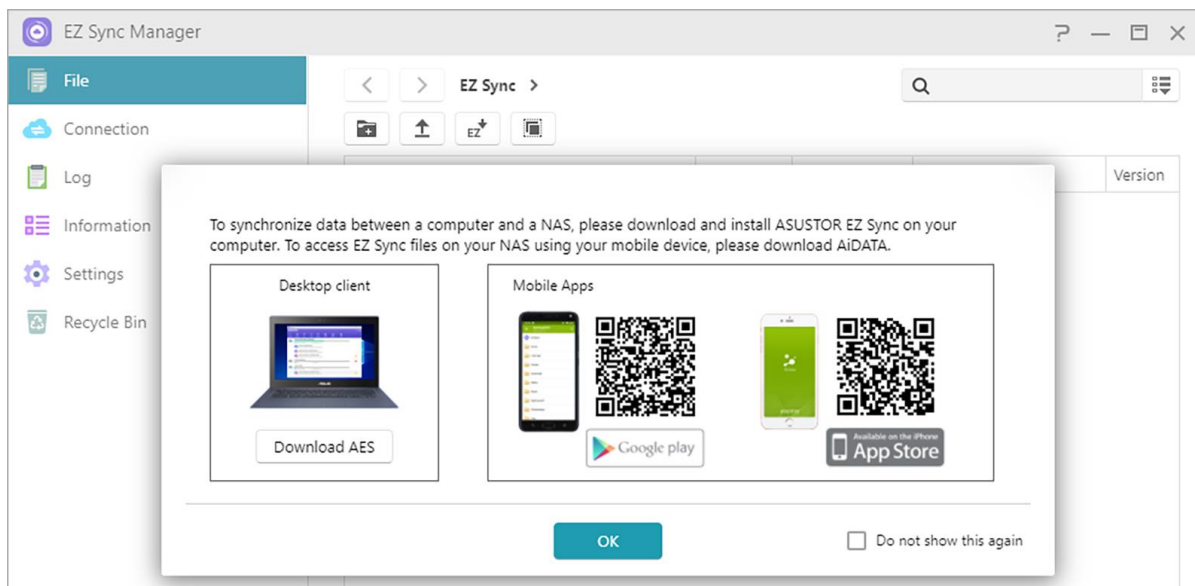 EZ Sync Manager
File
Connection
Log
Information
Settings
Recycle Bin
EZ Sync >
EZ
Version
To synchronize data between a computer and a NAS, please download and install ASUSTOR EZ Sync on your
computer. To access EZ Sync files on your NAS using your mobile device, please download AiDATA.
Desktop client
Download AES
Mobile Apps
Google play
Available on the iPhone
App Store
OK
Do not show this again